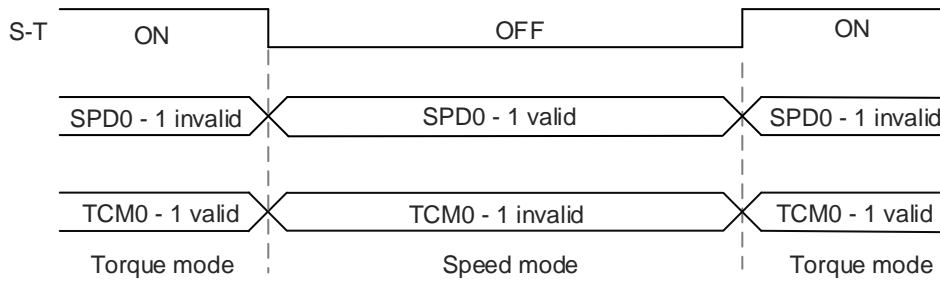 S-T ON OFF ON
SPD0 - 1 invalid SPD0 - 1 valid SPD0 - 1 invalid
TCM0 - 1 valid TCM0 - 1 invalid TCM0 - 1 valid
Torque mode Speed mode Torque mode